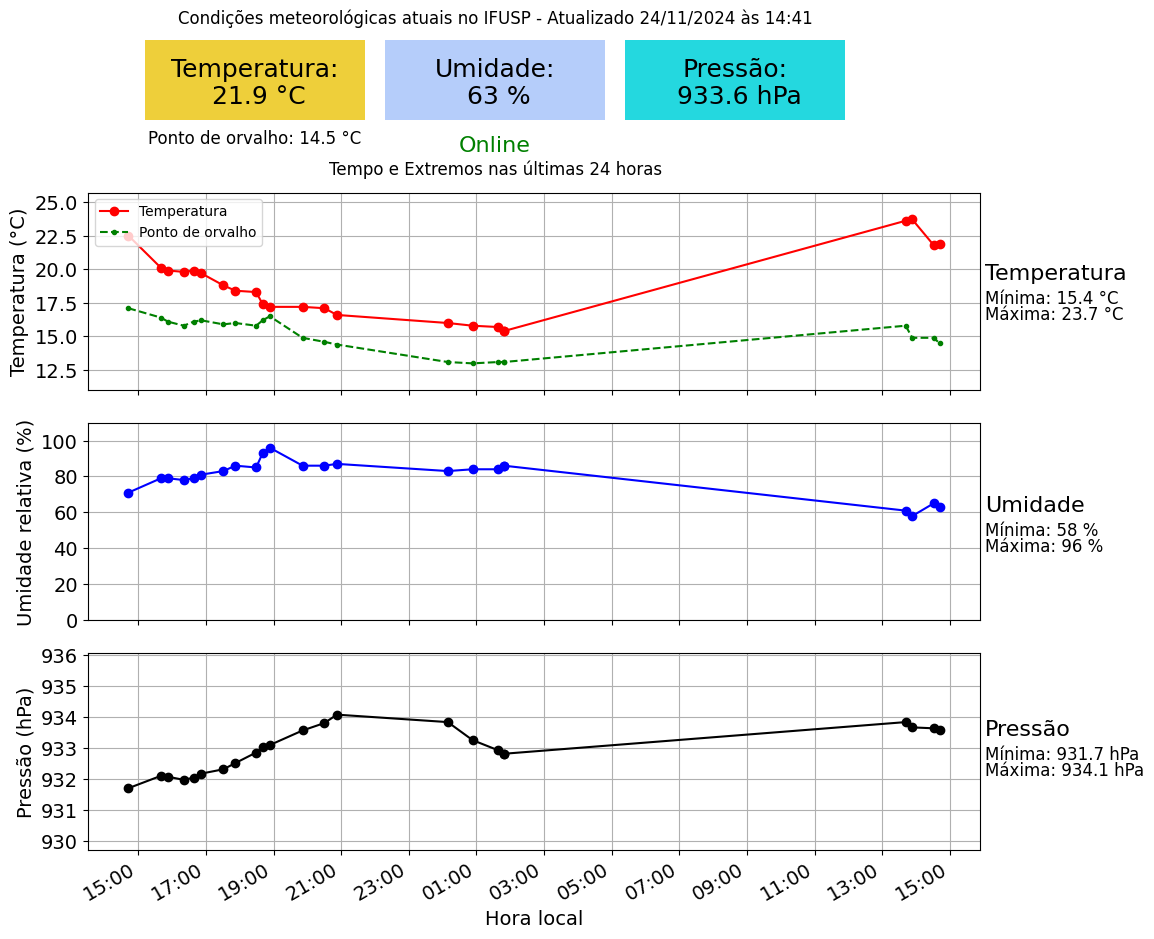 Condições meteorológicas atuais no IFUSP - Atualizado 24/11/2024 às 14:41
Temperatura:
21.9 °C
Umidade:
63 %
Pressão:
933.6 hPa
Ponto de orvalho: 14.5 °C
Online
Tempo e Extremos nas últimas 24 horas
Temperatura (°C)
25.0
22.5
20.0
17.5
15.0
12.5
Temperatura
Ponto de orvalho
Temperatura
Mínima: 15.4 °C
Máxima: 23.7 °C
Umidade relativa (%)
100
80
60
40
20
0
Umidade
Mínima: 58 %
Máxima: 96 %
Pressão (hPa)
936
935
934
933
932
931
930
Pressão
Mínima: 931.7 hPa
Máxima: 934.1 hPa
15:00 17:00 19:00 21:00 23:00 01:00 03:00 05:00 07:00 09:00 11:00 13:00 15:00
Hora local